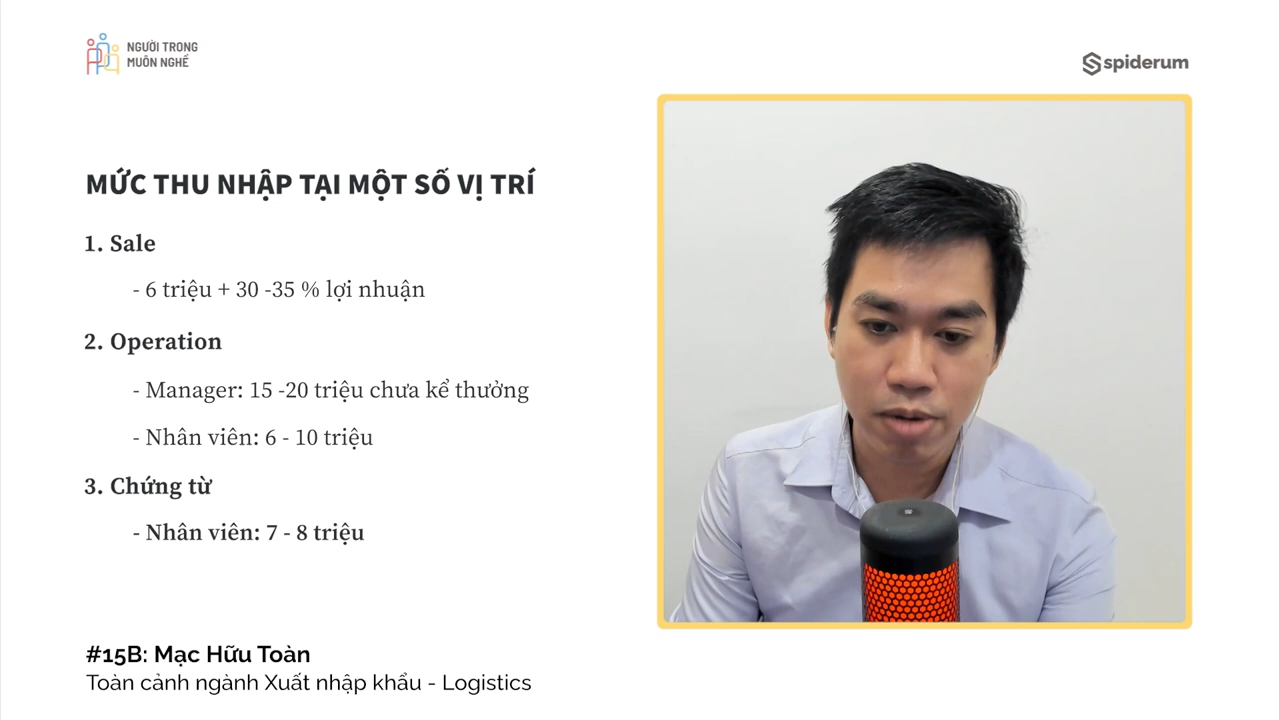 NGƯỜI TRONG
MUÔN NGHỀ
spiderum
MỨC THU NHẬP TẠI MỘT SỐ VỊ TRÍ
1. Sale
- 6 triệu + 30 -35 % lợi nhuận
2. Operation
- Manager: 15 -20 triệu chưa kể thưởng
- Nhân viên: 6 - 10 triệu
3. Chứng từ
- Nhân viên: 7 - 8 triệu
#15B: Mạc Hữu Toàn
Toàn cảnh ngành Xuất nhập khẩu - Logistics